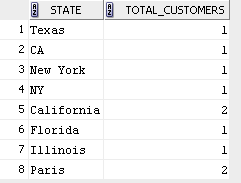 STATE TOTAL_CUSTOMERS
1 Texas 1
2 CA 1
3 New York 1
4 NY 1
5 California 2
6 Florida 1
7 Illinois 1
8 Paris 2